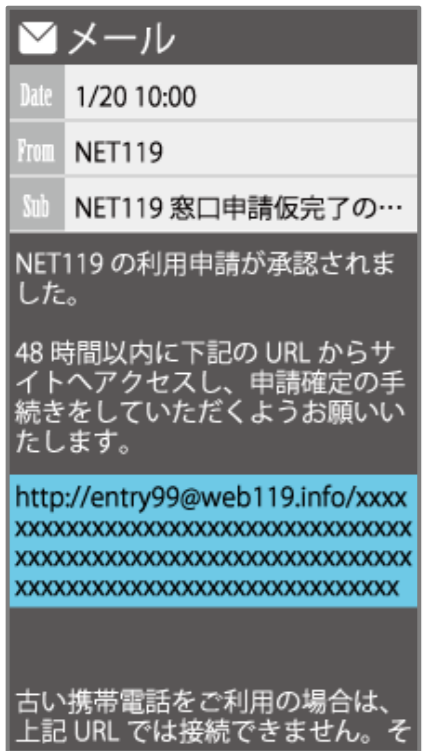 メール
Date 1/20 10:00
From NET119
Sub NET119 窓口申請仮完了の…
NET119 の利用申請が承認されま
した。
48 時間以内に下記の URL からサ
イトへアクセスし、申請確定の手
続きをしていただくようお願いい
たします。
http://entry99@web119.info/xxxx
xxxxxxxxxxxxxxxxxxxxxxxxxxxxxxx
xxxxxxxxxxxxxxxxxxxxxxxxxxxxxxx
xxxxxxxxxxxxxxxxxxxxxxxxxxxxxx
古い携帯電話をご利用の場合は、
上記 URL では接続できません。そ